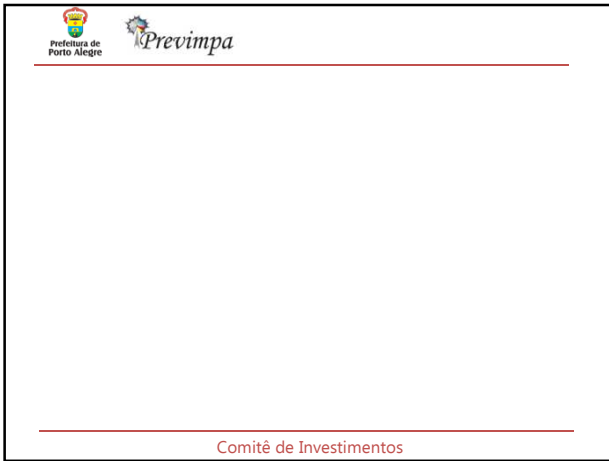 Prefeitura de
Porto Alegre
Previmpa
Comitê de Investimentos